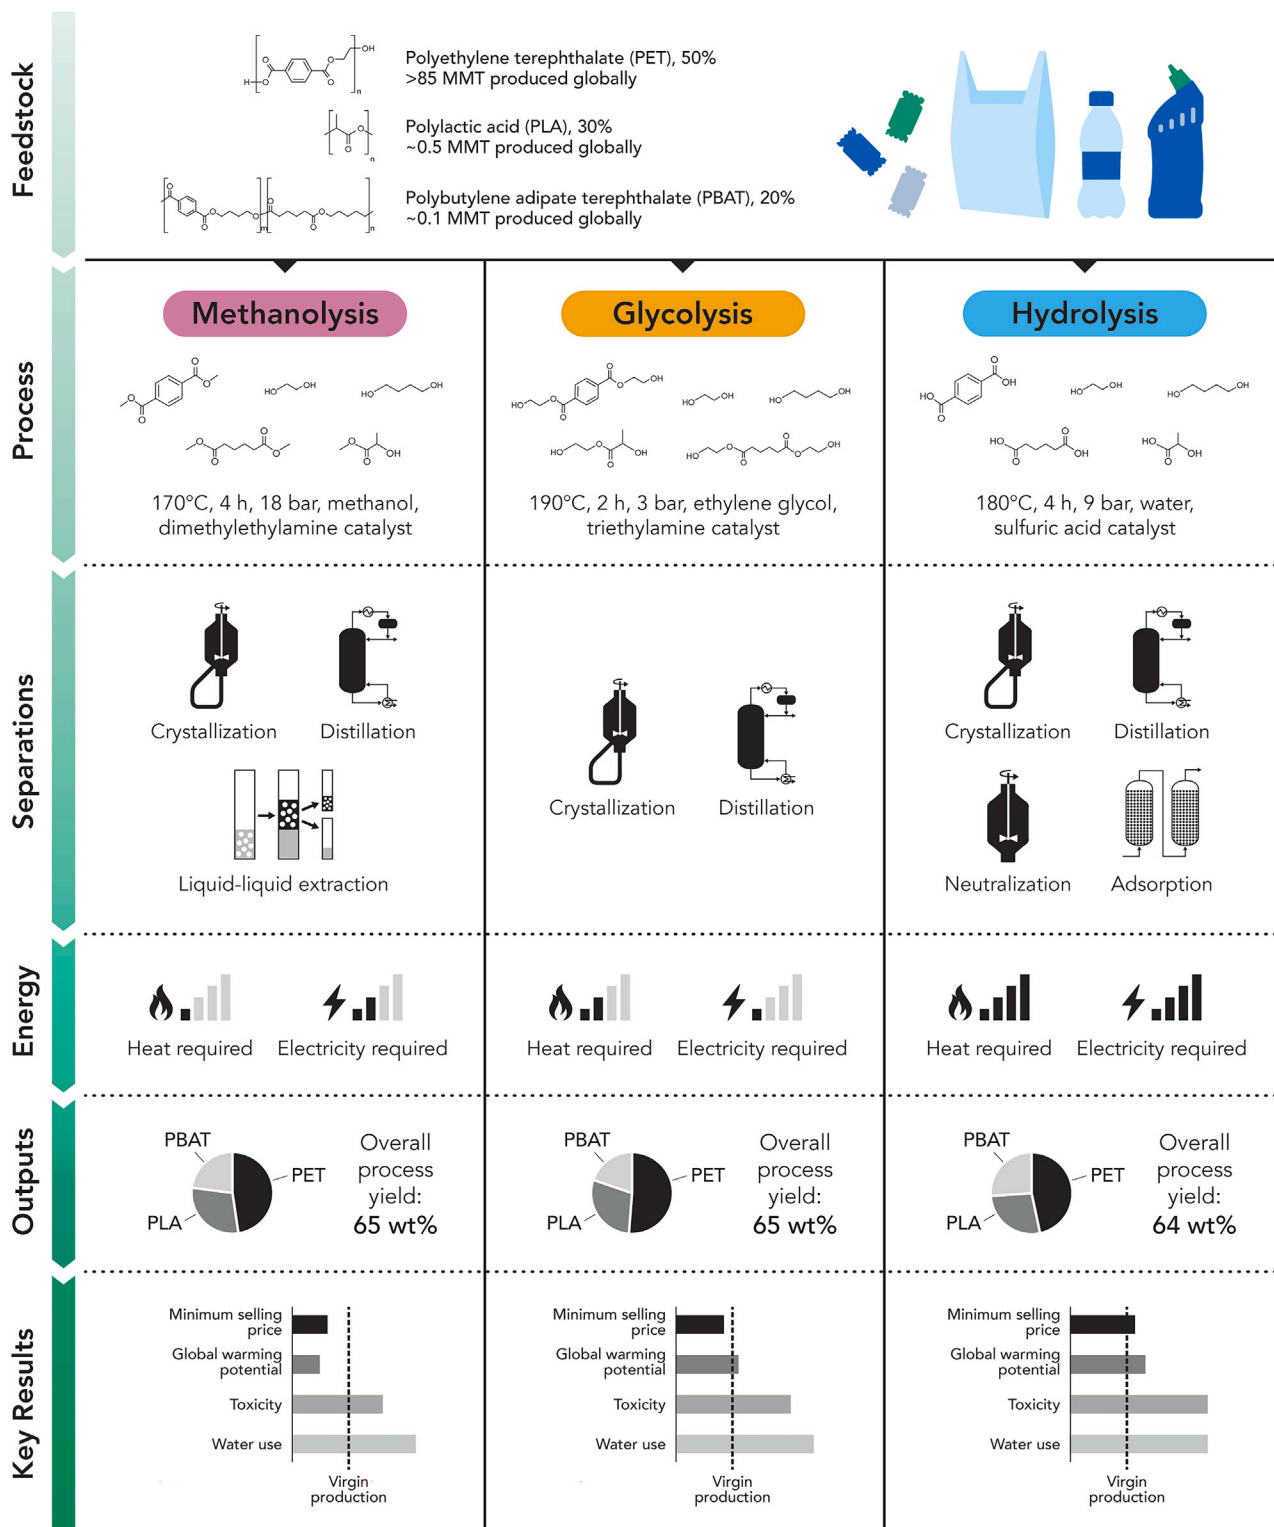 Feedstock
Polyethylene terephthalate (PET), 50%
>85 MMT produced globally
Polylactic acid (PLA), 30%
~0.5 MMT produced globally
Polybutylene adipate terephthalate (PBAT), 20%
~0.1 MMT produced globally
Process
Methanolysis
170°C, 4 h, 18 bar, methanol,
dimethylethylamine catalyst
Glycolysis
190°C, 2 h, 3 bar, ethylene glycol,
triethylamine catalyst
Hydrolysis
180°C, 4 h, 9 bar, water,
sulfuric acid catalyst
Separations
Crystallization
Distillation
Liquid-liquid extraction
Crystallization
Distillation
Crystallization
Distillation
Neutralization
Adsorption
Energy
Heat required
Electricity required
Heat required
Electricity required
Heat required
Electricity required
Outputs
PBAT
PET
PLA
Overall
process
yield:
65 wt%
PBAT
PET
PLA
Overall
process
yield:
65 wt%
PBAT
PET
PLA
Overall
process
yield:
64 wt%
Key Results
Minimum selling
price
Global warming
potential
Toxicity
Water use
Virgin
production
Minimum selling
price
Global warming
potential
Toxicity
Water use
Virgin
production
Minimum selling
price
Global warming
potential
Toxicity
Water use
Virgin
production